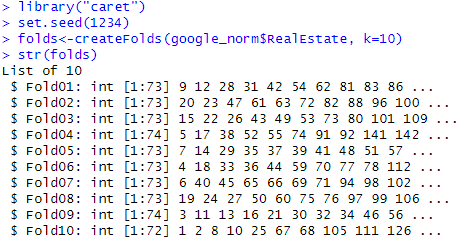 > library("caret")
> set.seed(1234)
> folds<-createFolds(google_norm$RealEstate, k=10)
> str(folds)
List of 10
 $ Fold01: int [1:73] 9 12 28 31 42 54 62 81 83 86 ...
 $ Fold02: int [1:73] 20 23 47 61 63 72 82 88 96 100 ...
 $ Fold03: int [1:73] 15 22 26 43 49 53 73 80 101 109 ...
 $ Fold04: int [1:74] 5 17 38 52 55 74 91 92 141 142 ...
 $ Fold05: int [1:73] 7 14 29 35 37 39 41 48 51 57 ...
 $ Fold06: int [1:73] 4 18 33 36 44 59 70 77 78 112 ...
 $ Fold07: int [1:73] 6 40 45 65 66 69 71 94 98 102 ...
 $ Fold08: int [1:73] 19 24 27 50 60 75 76 97 99 106 ...
 $ Fold09: int [1:74] 3 11 13 16 21 30 32 34 46 56 ...
 $ Fold10: int [1:72] 1 2 8 10 25 67 68 105 111 126 ...